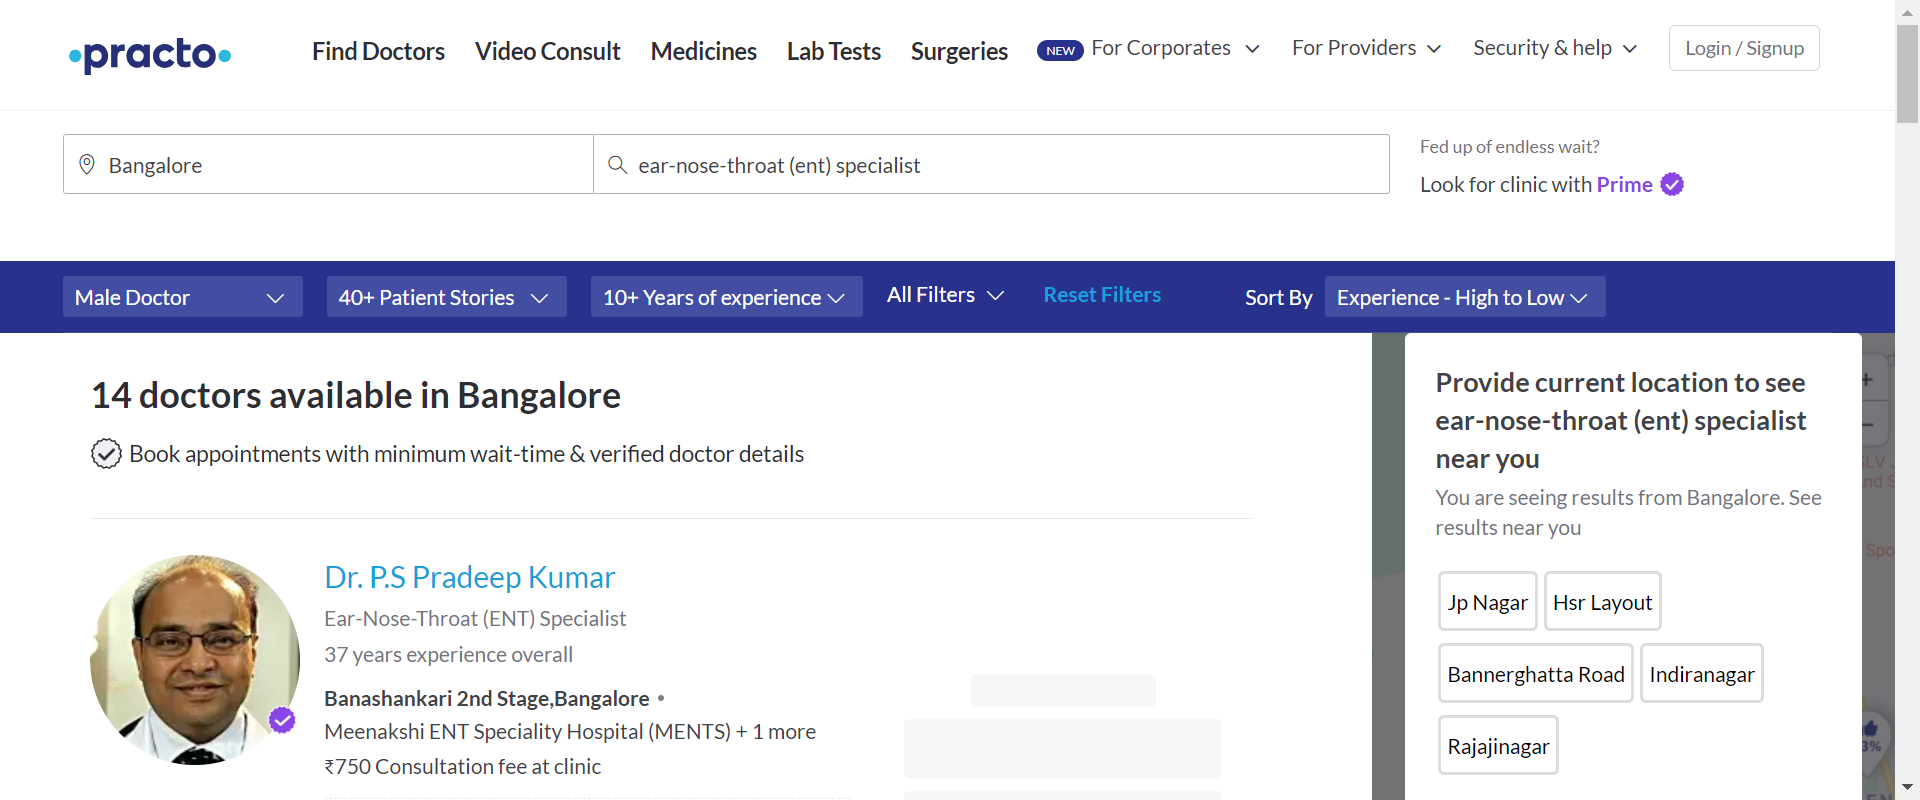 practo
Find Doctors
Video Consult
Medicines
Lab Tests
Surgeries
NEW For Corporates
For Providers
Security & help
Login / Signup
Bangalore
ear-nose-throat (ent) specialist
Fed up of endless wait?
Look for clinic with Prime
Male Doctor
40+ Patient Stories
10+ Years of experience
All Filters
Reset Filters
Sort By
Experience - High to Low
14 doctors available in Bangalore
Book appointments with minimum wait-time & verified doctor details
Dr. P.S Pradeep Kumar
Ear-Nose-Throat (ENT) Specialist
37 years experience overall
Banashankari 2nd Stage,Bangalore •
Meenakshi ENT Speciality Hospital (MENTS) + 1 more
₹750 Consultation fee at clinic
Provide current location to see
ear-nose-throat (ent) specialist
near you
You are seeing results from Bangalore. See
results near you
Jp Nagar
Hsr Layout
Bannerghatta Road
Indiranagar
Rajajinagar